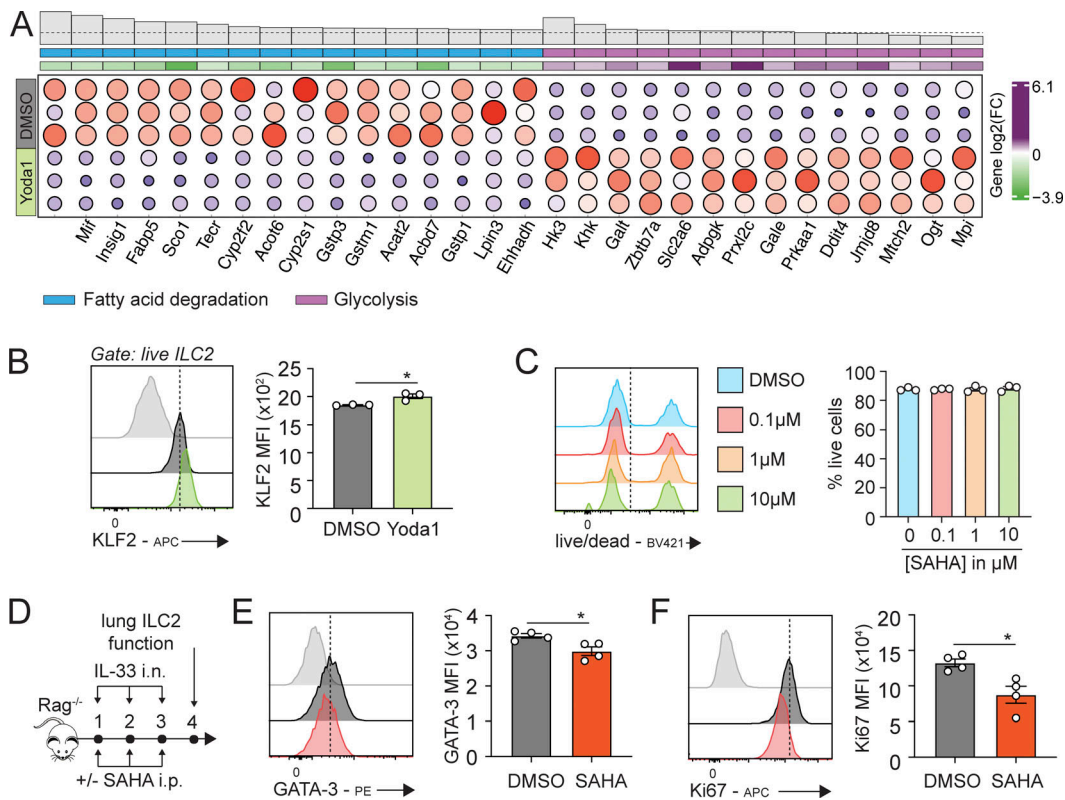 A
DMSO
Yoda1
Mif
Insig1
Fabp5
Sco1
Tecr
Cyp2f2
Acot6
Cyp2s1
Gstp3
Gstm1
Acat2
Acbd7
Gstp1
Lpin3
Ehhadh
Hk3
Khk
Galt
Zbtb7a
Slc2a6
Adpgk
Prxl2c
Gale
Prkaa1
Ddit4
Jmjd8
Mtch2
Ogt
Mpi
6.1
0
−3.9
Gene log2(FC)
Fatty acid degradation
Glycolysis
B
Gate: live ILC2
0
KLF2 - APC
KLF2 MFI (x10²)
25
20
15
10
0
*
DMSO
Yoda1
C
0
live/dead - BV421
DMSO
0.1µM
1µM
10µM
% live cells
100
80
60
40
20
0
0
0.1
1
10
[SAHA] in µM
D
lung ILC2
function
IL-33 i.n.
Rag-/-
1
2
3
4
+/- SAHA i.p.
E
0
GATA-3 - PE
GATA-3 MFI (x10⁴)
4
3
2
1
0
*
DMSO
SAHA
F
0
Ki67 - APC
Ki67 MFI (x10⁴)
15
10
15
0
*
DMSO
SAHA